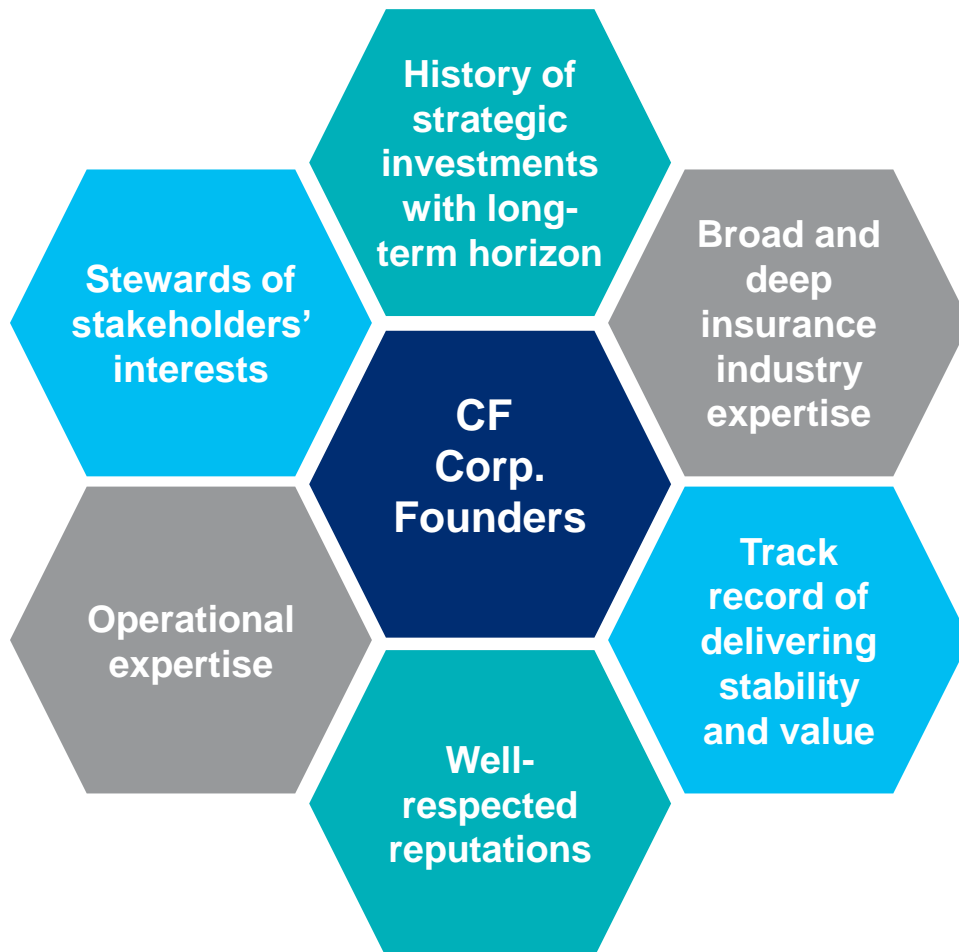 History of
strategic
investments
with long-
term horizon
Broad and
deep
insurance
industry
expertise
Stewards of
stakeholders’
interests
CF
Corp.
Founders
Track
record of
delivering
stability
and value
Operational
expertise
Well-
respected
reputations